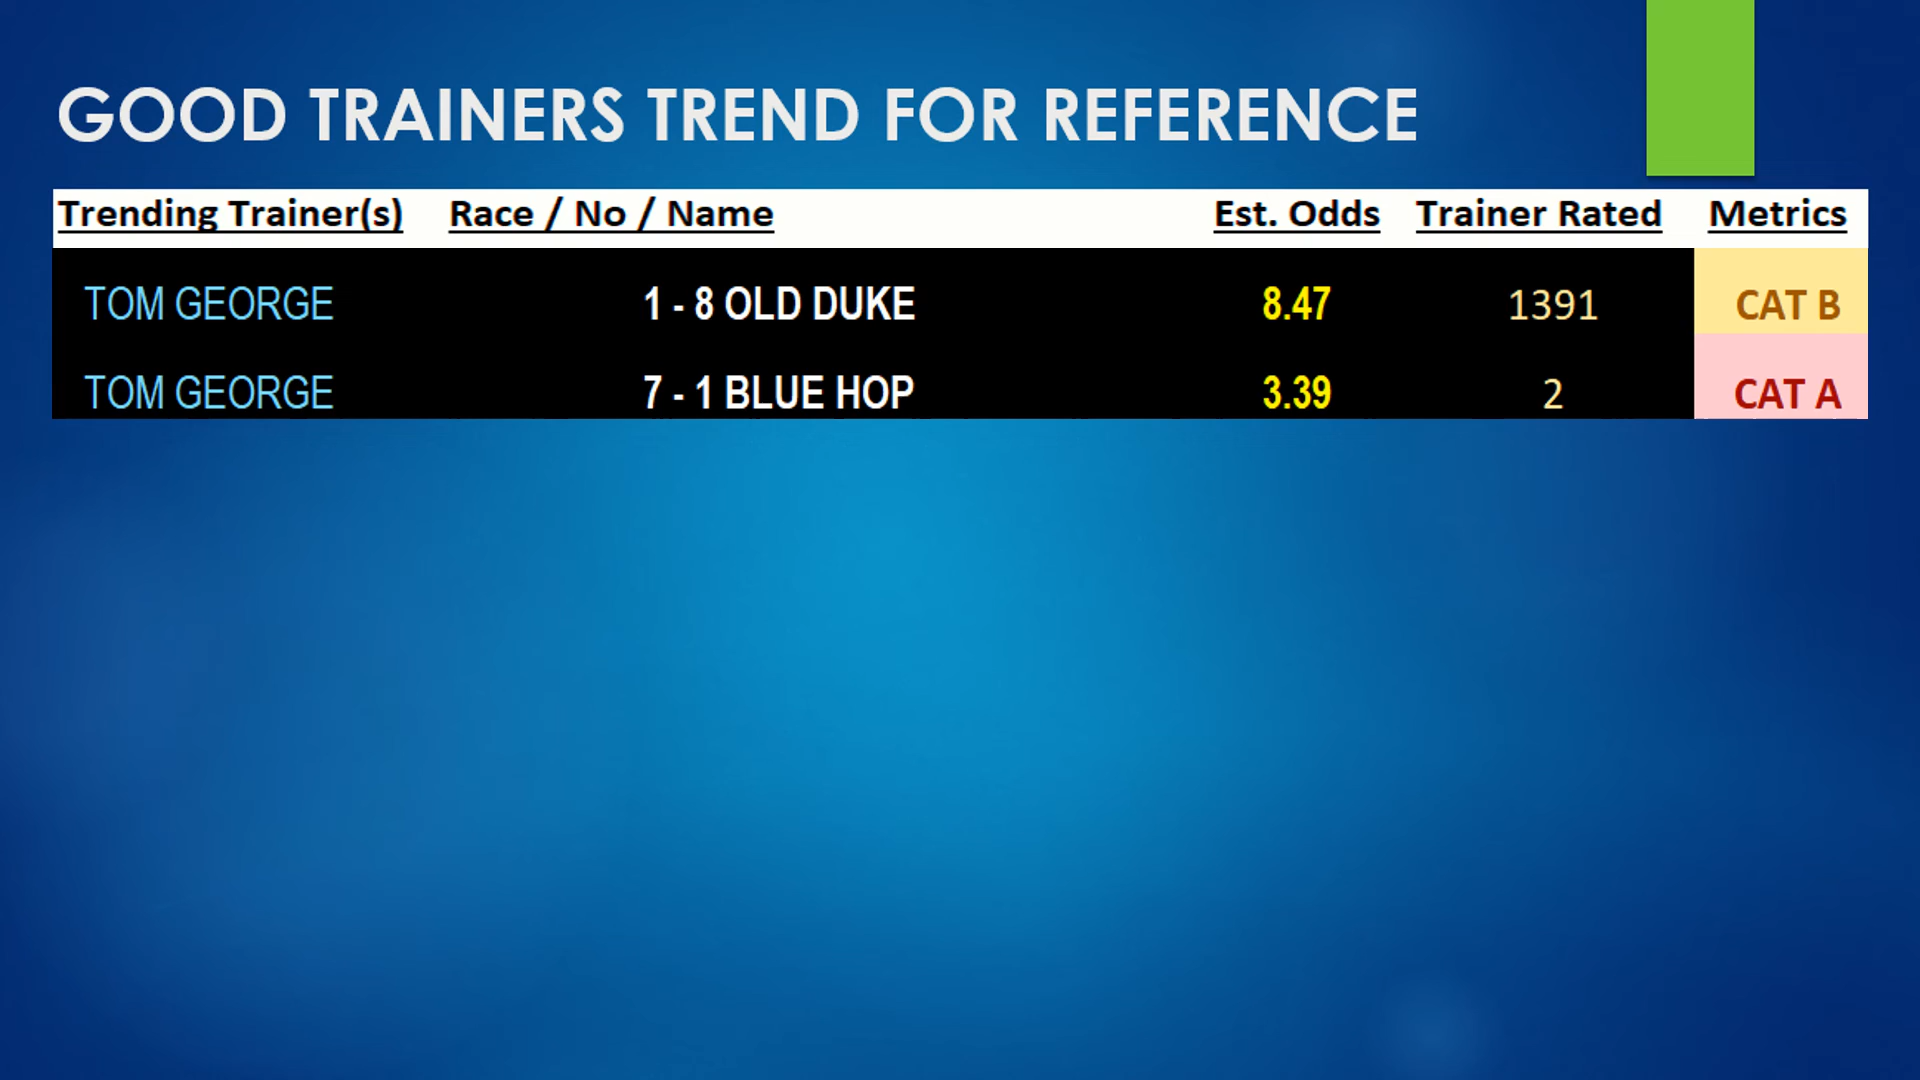 GOOD TRAINERS TREND FOR REFERENCE
Trending Trainer(s) Race / No / Name Est. Odds Trainer Rated Metrics
TOM GEORGE 1 - 8 OLD DUKE 8.47 1391 CAT B
TOM GEORGE 7 - 1 BLUE HOP 3.39 2 CAT A